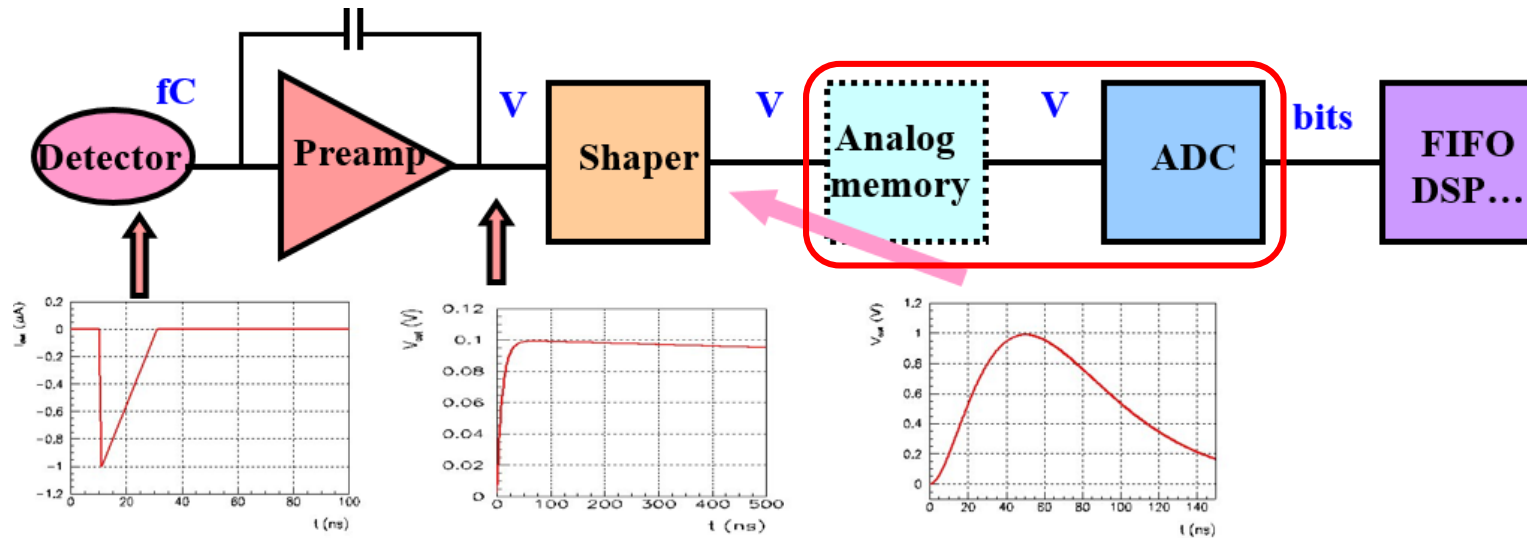 fC
V
V
V
bits
Detector
Preamp
Shaper
Analog
memory
ADC
FIFO
DSP…
0.2
0
−0.2
−0.4
−0.6
−0.8
−1
−1.2
0 20 40 60 80 100
t (ns)
0.12
0.1
0.08
0.06
0.04
0.02
0
0 100 200 300 400 500
t (ns)
1.2
1
0.8
0.6
0.4
0.2
0
0 20 40 60 80 100 120 140
t (ns)